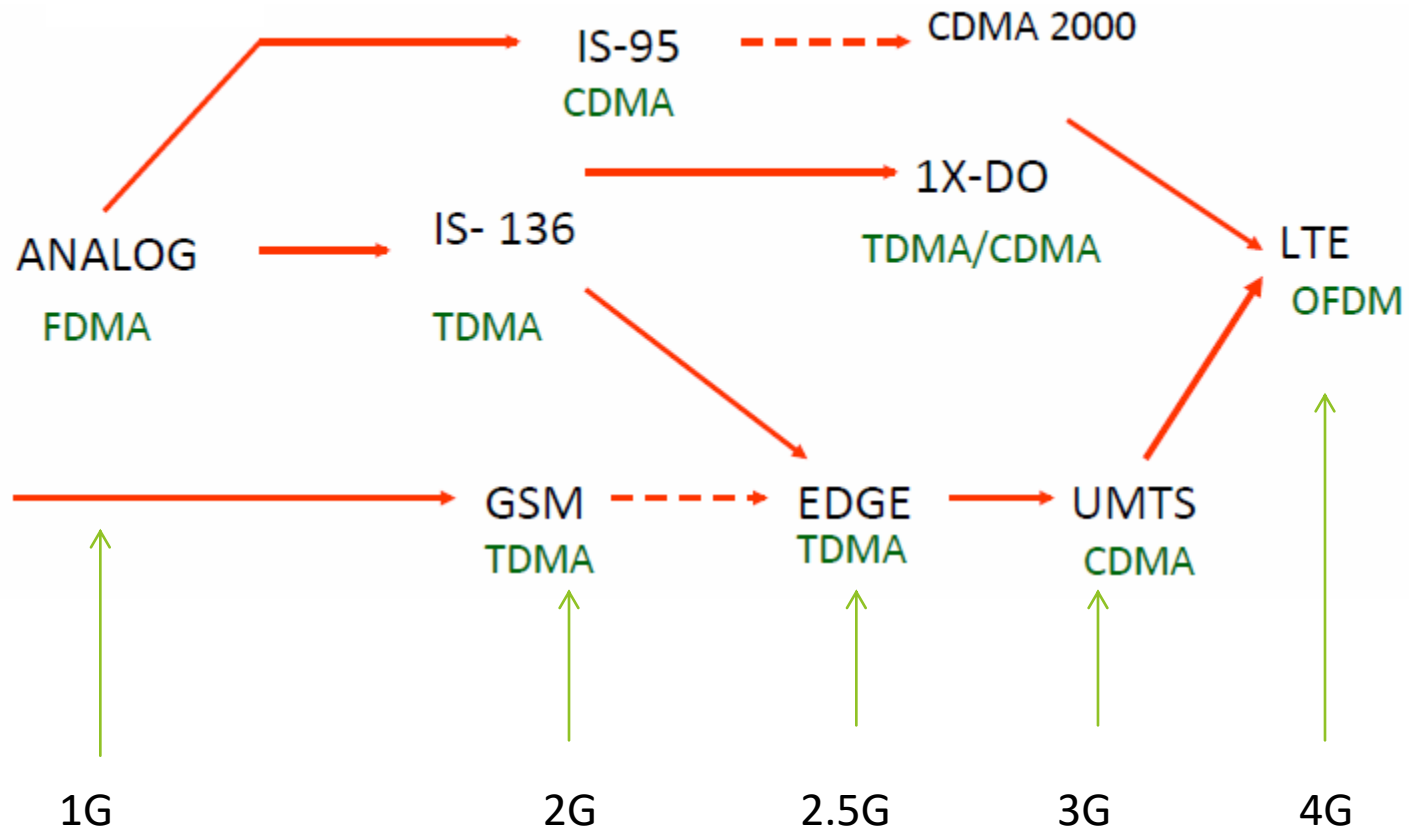 IS-95
CDMA
CDMA 2000
1X-DO
TDMA/CDMA
ANALOG
FDMA
IS- 136
TDMA
LTE
OFDM
GSM
TDMA
EDGE
TDMA
UMTS
CDMA
1G
2G
2.5G
3G
4G